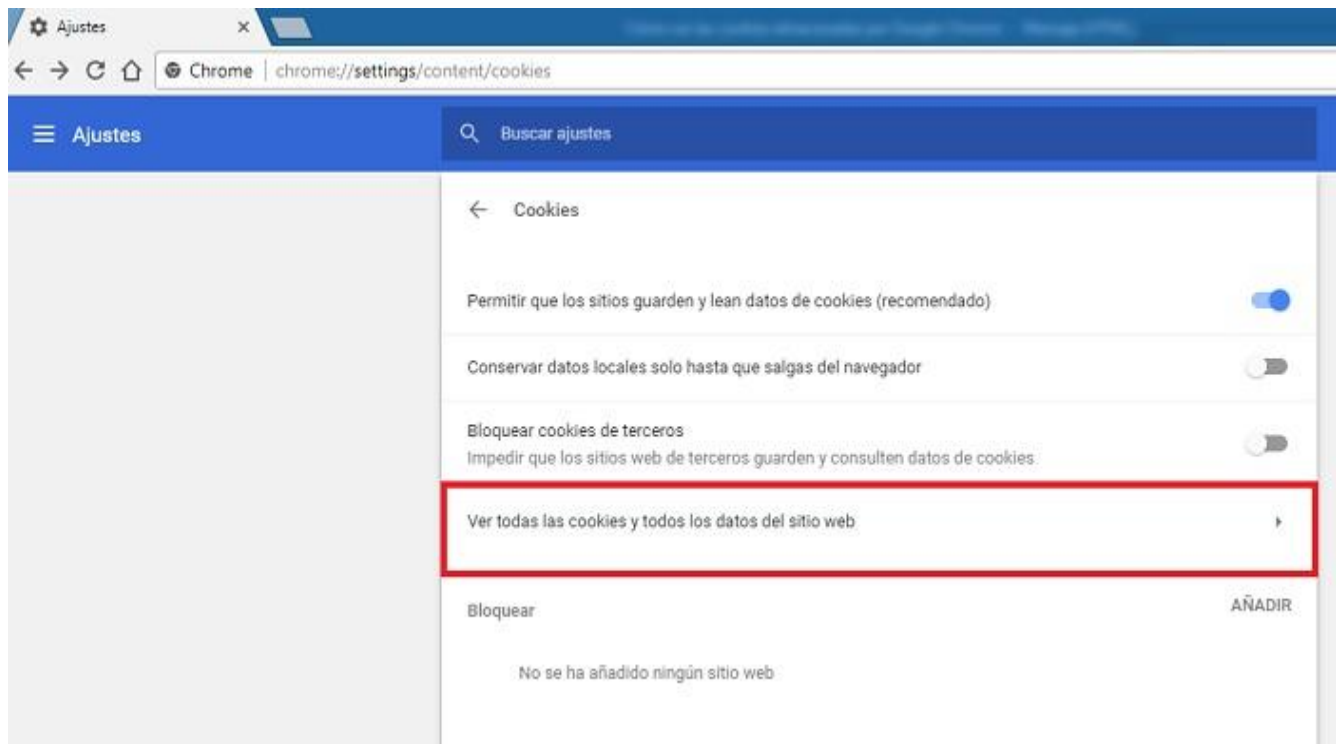 Ajustes
Chrome | chrome://settings/content/cookies
Ajustes
Buscar ajustes
Cookies
Permitir que los sitios guarden y lean datos de cookies (recomendado)
Conservar datos locales solo hasta que salgas del navegador
Bloquear cookies de terceros
Impedir que los sitios web de terceros guarden y consulten datos de cookies
Ver todas las cookies y todos los datos del sitio web
Bloquear AÑADIR
No se ha añadido ningún sitio web